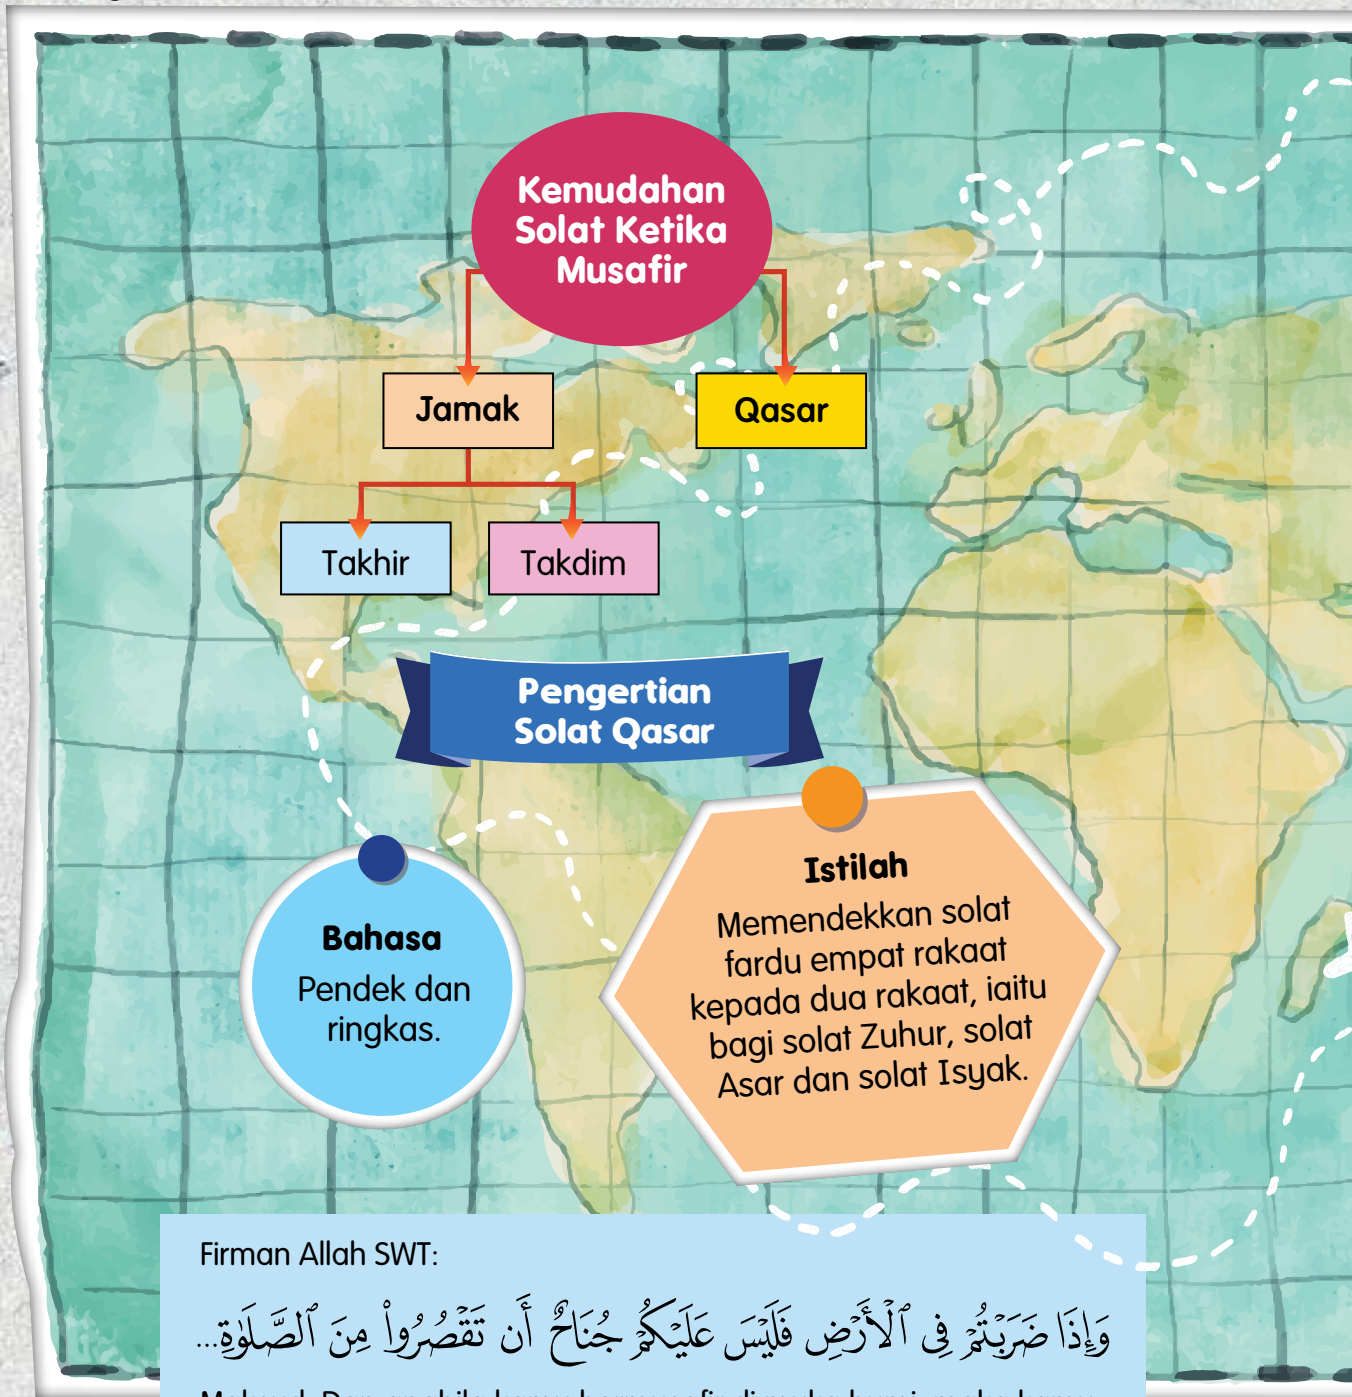 Kemudahan
Solat Ketika
Musafir
Jamak
Qasar
Takhir
Takdim
Pengertian
Solat Qasar
Bahasa
Pendek dan
ringkas.
Istilah
Memendekkan solat
fardu empat rakaat
kepada dua rakaat, iaitu
bagi solat Zuhur, solat
Asar dan solat Isyak.
Firman Allah SWT:
وَإِذَا ضَرَبْتُمْ فِى ٱلْأَرْضِ فَلَيْسَ عَلَيْكُمْ جُنَاحٌ أَن تَقْصُرُوا۟ مِنَ ٱلصَّلَوٰةِ...